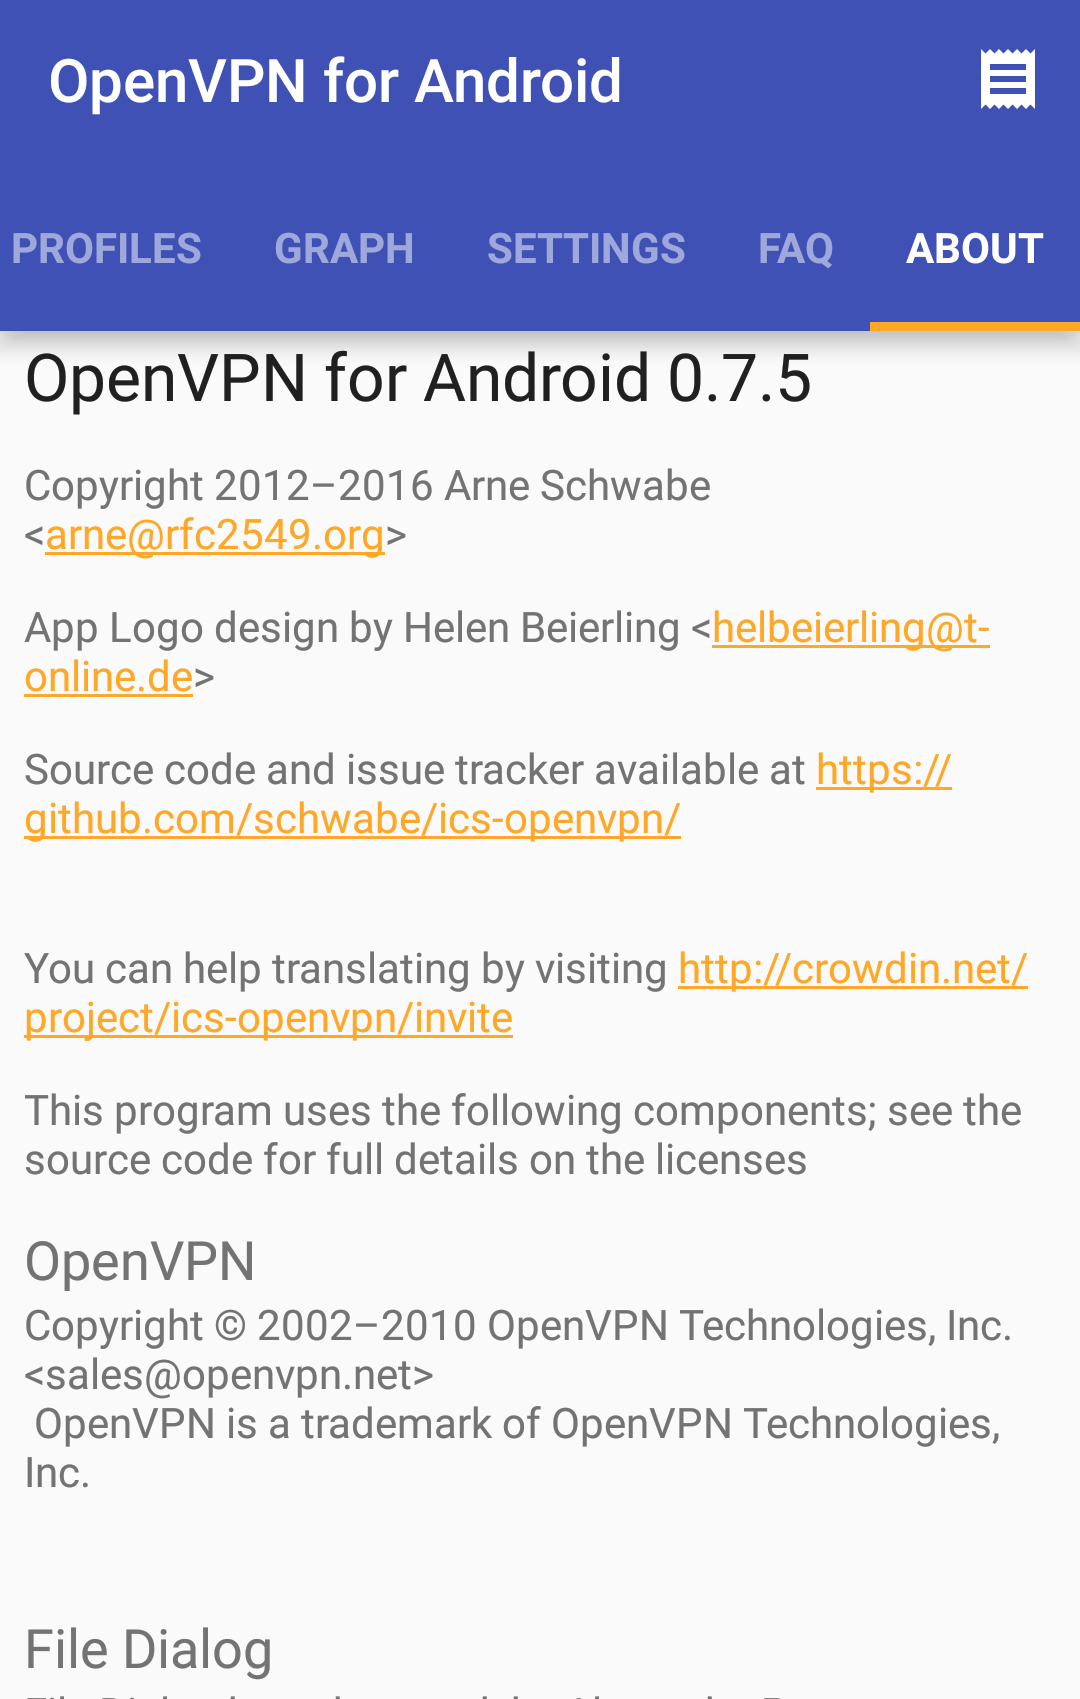 OpenVPN for Android
PROFILES GRAPH SETTINGS FAQ ABOUT
OpenVPN for Android 0.7.5
Copyright 2012–2016 Arne Schwabe
<arne@rfc2549.org>
App Logo design by Helen Beierling <helbeierling@t-
online.de>
Source code and issue tracker available at https://
github.com/schwabe/ics-openvpn/
You can help translating by visiting http://crowdin.net/
project/ics-openvpn/invite
This program uses the following components; see the
source code for full details on the licenses
OpenVPN
Copyright © 2002–2010 OpenVPN Technologies, Inc.
<sales@openvpn.net>
OpenVPN is a trademark of OpenVPN Technologies,
Inc.
File Dialog